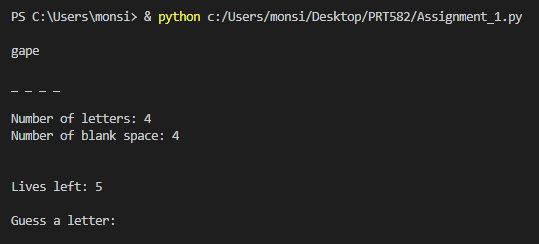 PS C:\Users\monsi> & python c:/Users/monsi/Desktop/PRT582/Assignment_1.py
gape
_ _ _ _
Number of letters: 4
Number of blank space: 4
Lives left: 5
Guess a letter: